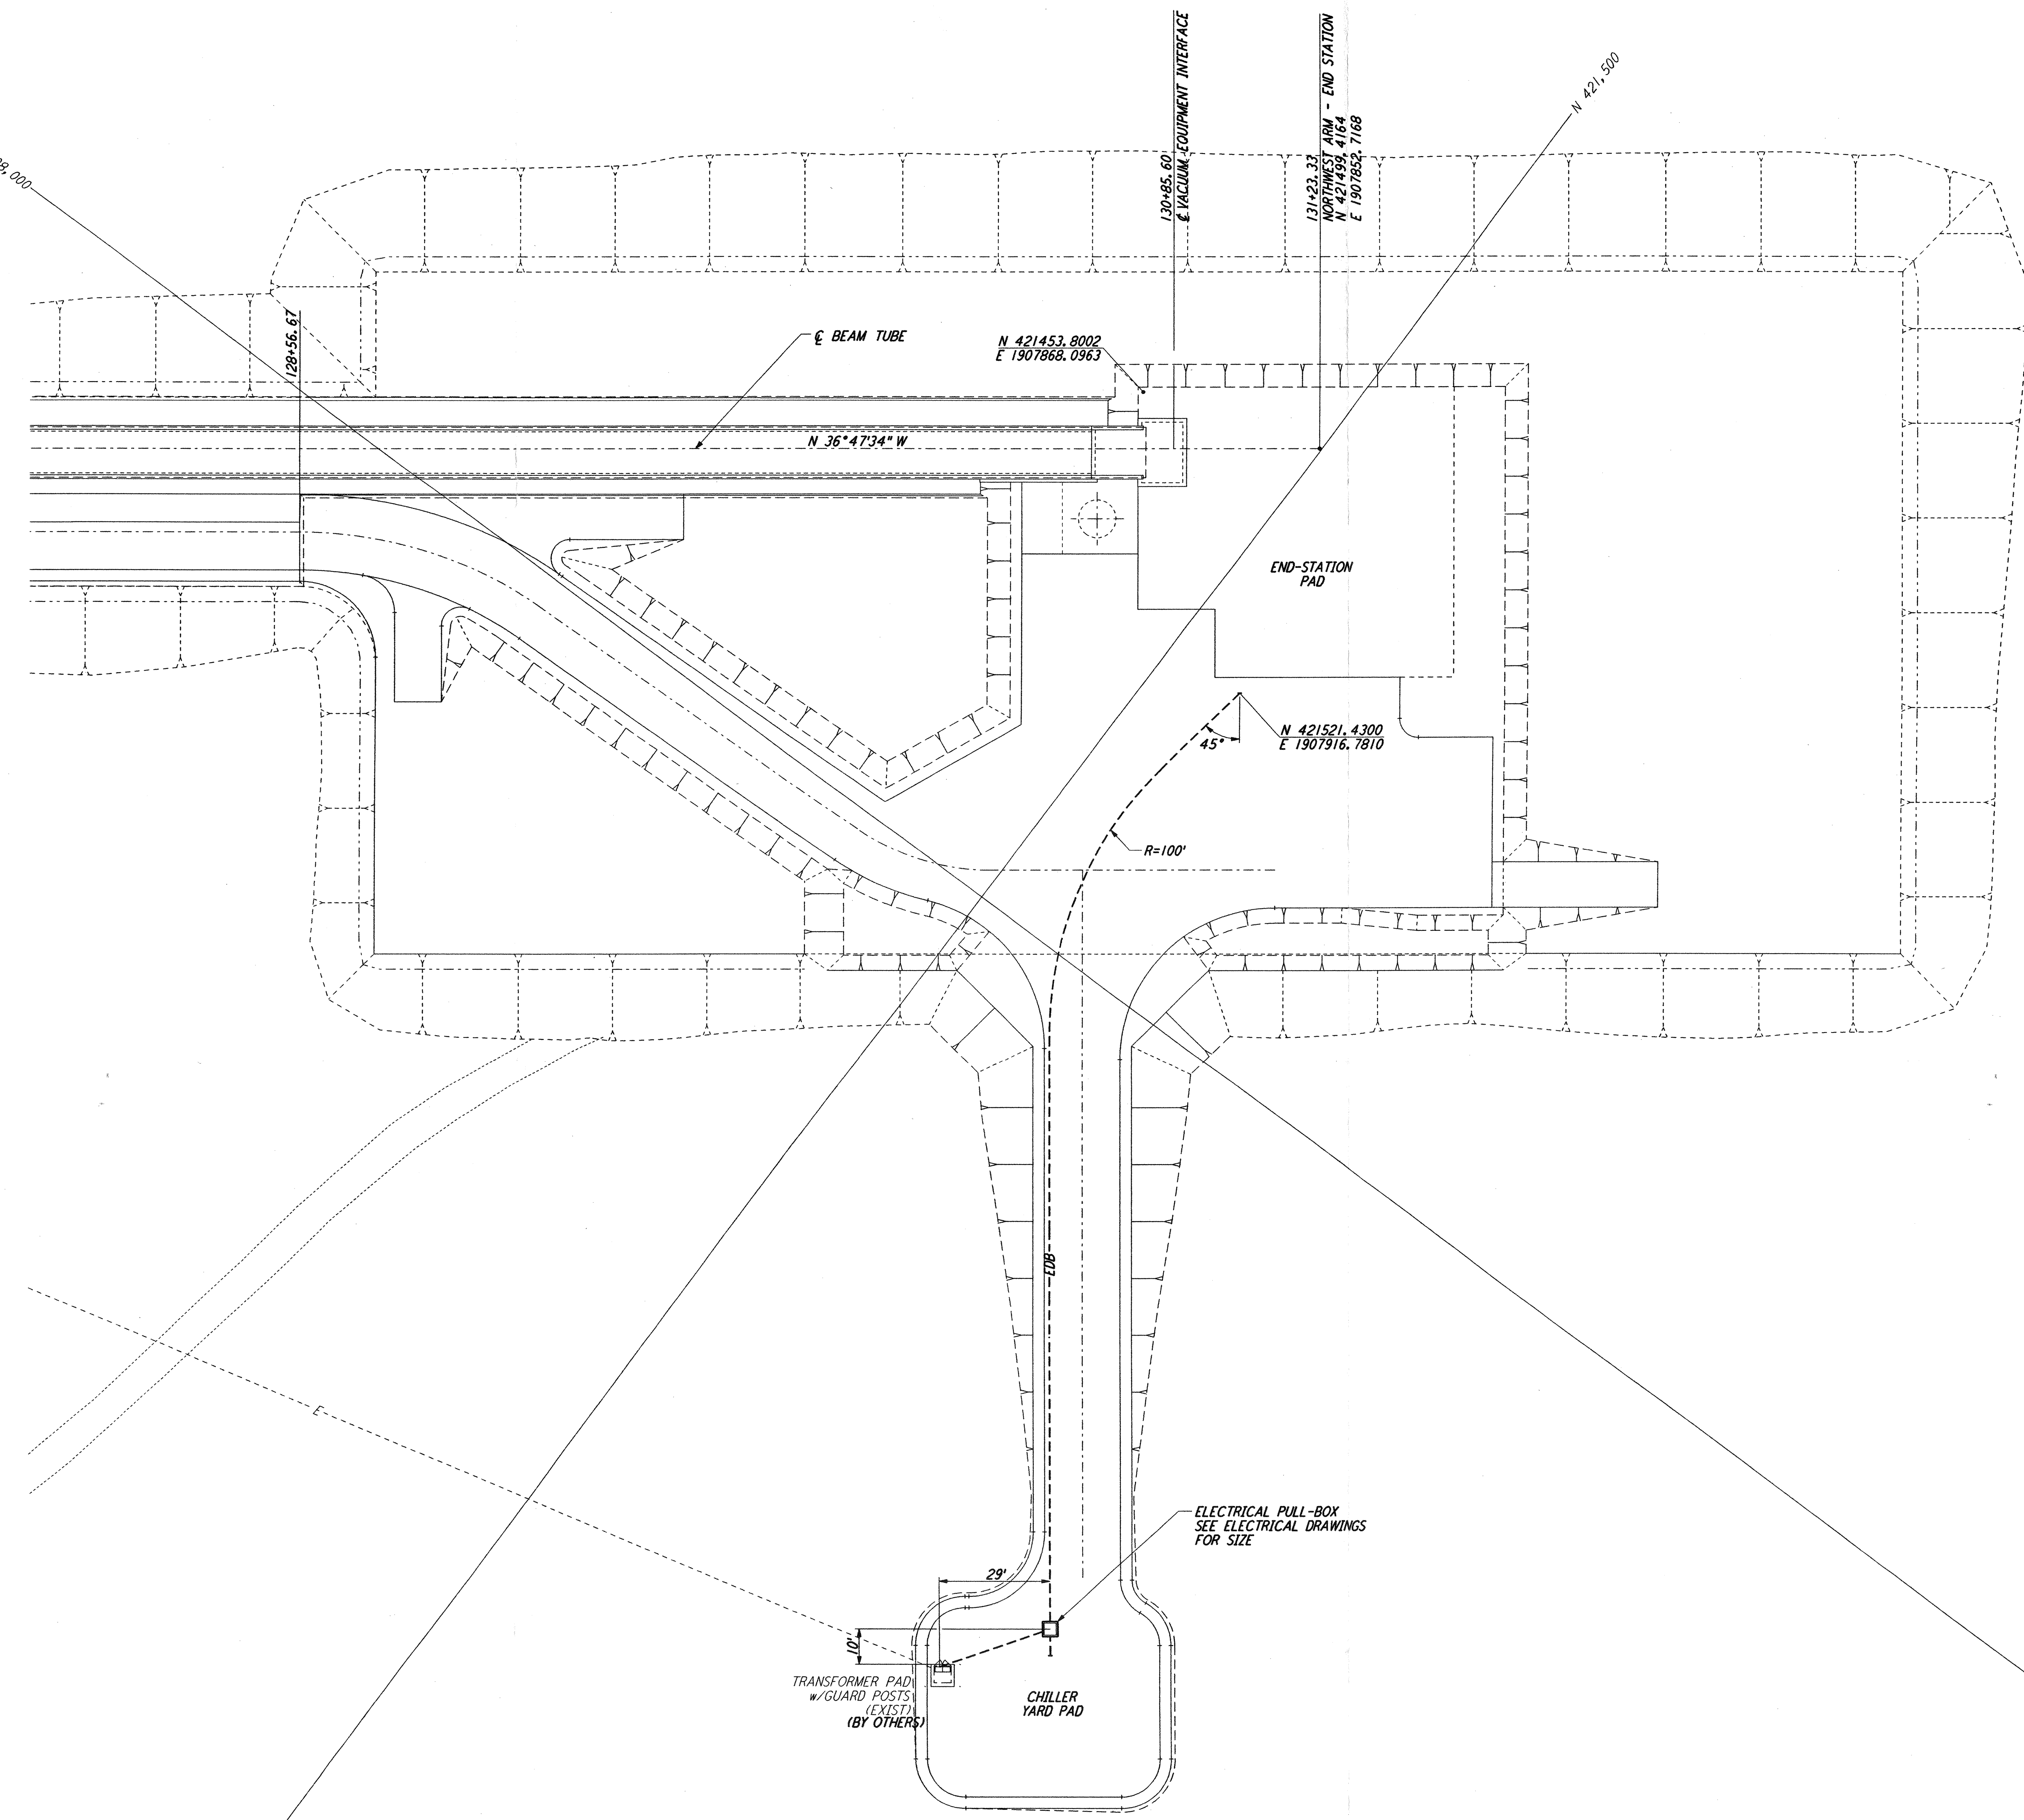 130+85.60
℄ VACUUM EQUIPMENT INTERFACE
131+23.33
NORTHWEST ARM - END STATION
N 421499.4164
E 1907852.7168
N 421,500
8,000
128+56.67
℄ BEAM TUBE
N 421453.8002
E 1907868.0963
N 36°47'34" W
END-STATION
PAD
45°
N 421521.4300
E 1907916.7810
R=100'
EDB
E
ELECTRICAL PULL-BOX
SEE ELECTRICAL DRAWINGS
FOR SIZE
29'
10'
TRANSFORMER PAD
w/GUARD POSTS
(EXIST)
(BY OTHERS)
CHILLER
YARD PAD